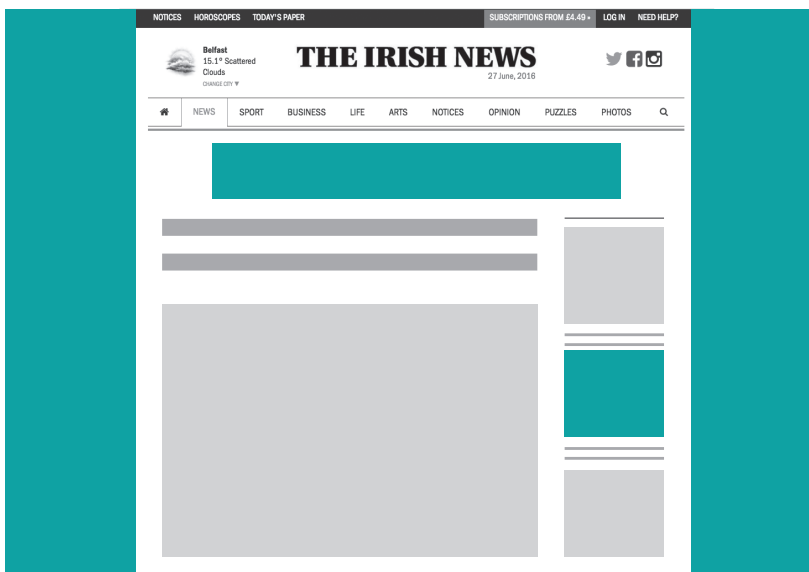 NOTICES HOROSCOPES TODAY'S PAPER SUBSCRIPTIONS FROM £4.49 » LOG IN NEED HELP?
Belfast
15.1° Scattered
Clouds
CHANGE CITY ▼
THE IRISH NEWS
27 June, 2016
NEWS SPORT BUSINESS LIFE ARTS NOTICES OPINION PUZZLES PHOTOS